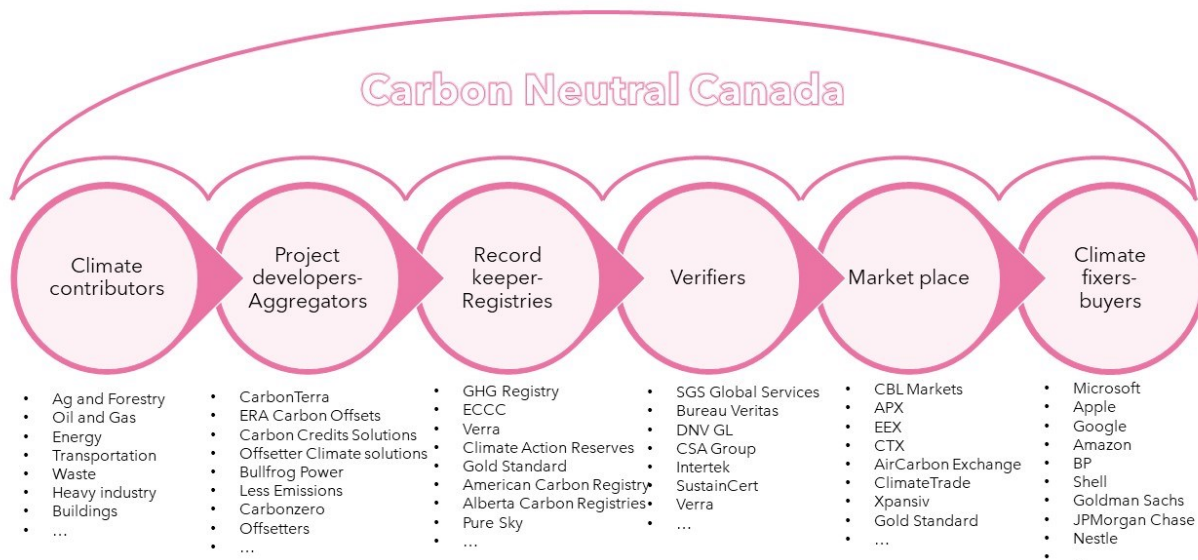 Carbon Neutral Canada
Climate
contributors
Project
developers-
Aggregators
Record
keeper-
Registries
Verifiers
Market place
Climate
fixers-
buyers
• Ag and Forestry
• Oil and Gas
• Energy
• Transportation
• Waste
• Heavy industry
• Buildings
• ...
• CarbonTerra
• ERA Carbon Offsets
• Carbon Credits Solutions
• Offsetter Climate solutions
• Bullfrog Power
• Less Emissions
• Carbonzero
• Offsetters
• ...
• GHG Registry
• ECCC
• Verra
• Climate Action Reserves
• Gold Standard
• American Carbon Registry
• Alberta Carbon Registries
• Pure Sky
• ...
• SGS Global Services
• Bureau Veritas
• DNV GL
• CSA Group
• Intertek
• SustainCert
• Verra
• ...
• CBL Markets
• APX
• EEX
• CTX
• AirCarbon Exchange
• ClimateTrade
• Xpansiv
• Gold Standard
• ...
• Microsoft
• Apple
• Google
• Amazon
• BP
• Shell
• Goldman Sachs
• JPMorgan Chase
• Nestle
•